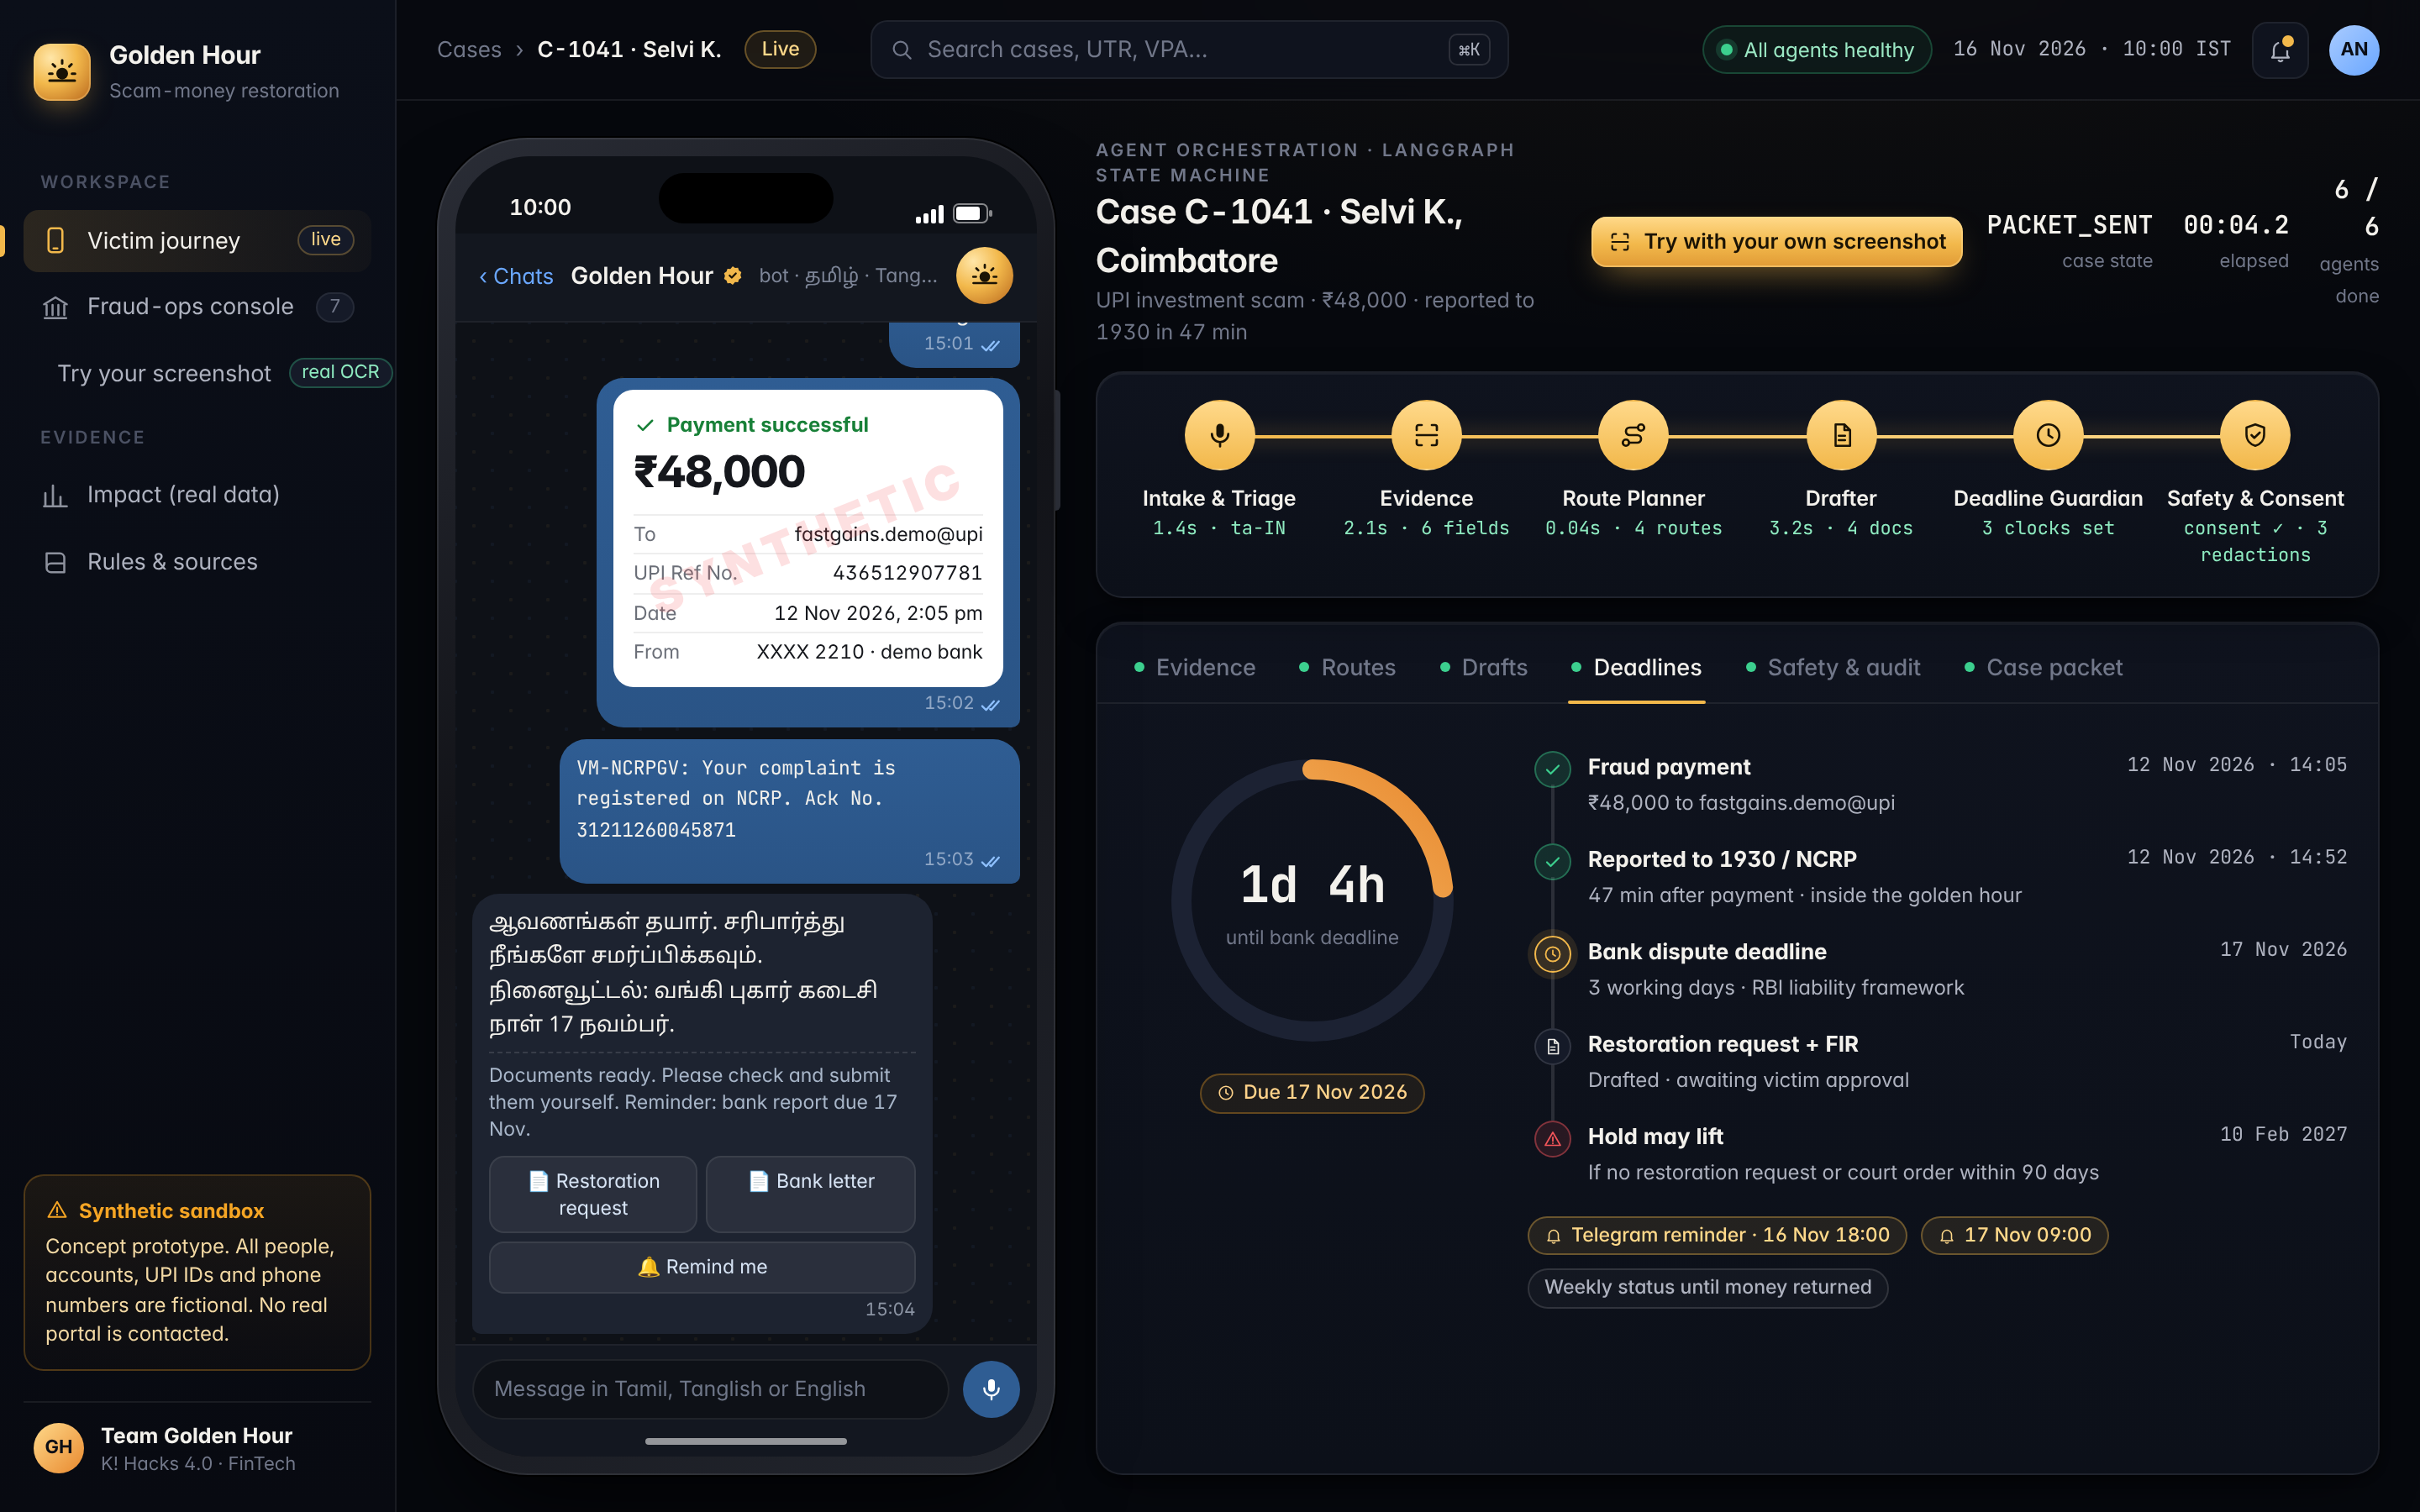 Golden Hour
Scam-money restoration
WORKSPACE
Victim journey live
Fraud-ops console 7
Try your screenshot real OCR
EVIDENCE
Impact (real data)
Rules & sources
Synthetic sandbox
Concept prototype. All people,
accounts, UPI IDs and phone
numbers are fictional. No real
portal is contacted.
GH
Team Golden Hour
K! Hacks 4.0 · FinTech
Cases › C-1041 · Selvi K. Live
Search cases, UTR, VPA... ⌘K
All agents healthy
16 Nov 2026 · 10:00 IST
AN
10:00
‹ Chats Golden Hour bot · தமிழ் · Tang...
15:01
Payment successful
₹48,000
SYNTHETIC
To fastgains.demo@upi
UPI Ref No. 436512907781
Date 12 Nov 2026, 2:05 pm
From XXXX 2210 · demo bank
15:02
VM-NCRPGV: Your complaint is
registered on NCRP. Ack No.
31211260045871
15:03
ஆவணங்கள் தயார். சரிபார்த்து
நீங்களே சமர்ப்பிக்கவும்.
நினைவூட்டல்: வங்கி புகார் கடைசி
நாள் 17 நவம்பர்.
Documents ready. Please check and submit
them yourself. Reminder: bank report due 17
Nov.
📄 Restoration
request
📄 Bank letter
🔔 Remind me
15:04
Message in Tamil, Tanglish or English
AGENT ORCHESTRATION · LANGGRAPH
STATE MACHINE
Case C-1041 · Selvi K.,
Coimbatore
UPI investment scam · ₹48,000 · reported to
1930 in 47 min
Try with your own screenshot
PACKET_SENT
case state
00:04.2
elapsed
6 /
6
agents
done
Intake & Triage
1.4s · ta-IN
Evidence
2.1s · 6 fields
Route Planner
0.04s · 4 routes
Drafter
3.2s · 4 docs
Deadline Guardian
3 clocks set
Safety & Consent
consent ✓ · 3
redactions
Evidence Routes Drafts Deadlines Safety & audit Case packet
1d 4h
until bank deadline
Due 17 Nov 2026
Fraud payment 12 Nov 2026 · 14:05
₹48,000 to fastgains.demo@upi
Reported to 1930 / NCRP 12 Nov 2026 · 14:52
47 min after payment · inside the golden hour
Bank dispute deadline 17 Nov 2026
3 working days · RBI liability framework
Restoration request + FIR Today
Drafted · awaiting victim approval
Hold may lift 10 Feb 2027
If no restoration request or court order within 90 days
Telegram reminder · 16 Nov 18:00
17 Nov 09:00
Weekly status until money returned